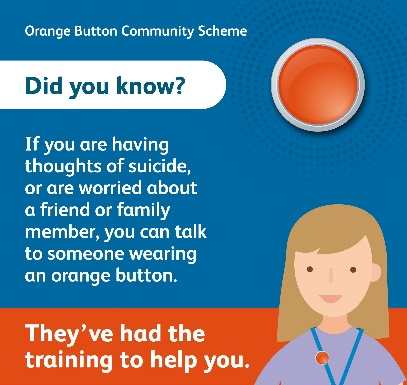 Orange Button Community Scheme
Did you know?
If you are having
thoughts of suicide,
or are worried about
a friend or family
member, you can talk
to someone wearing
an orange button.
They've had the
training to help you.